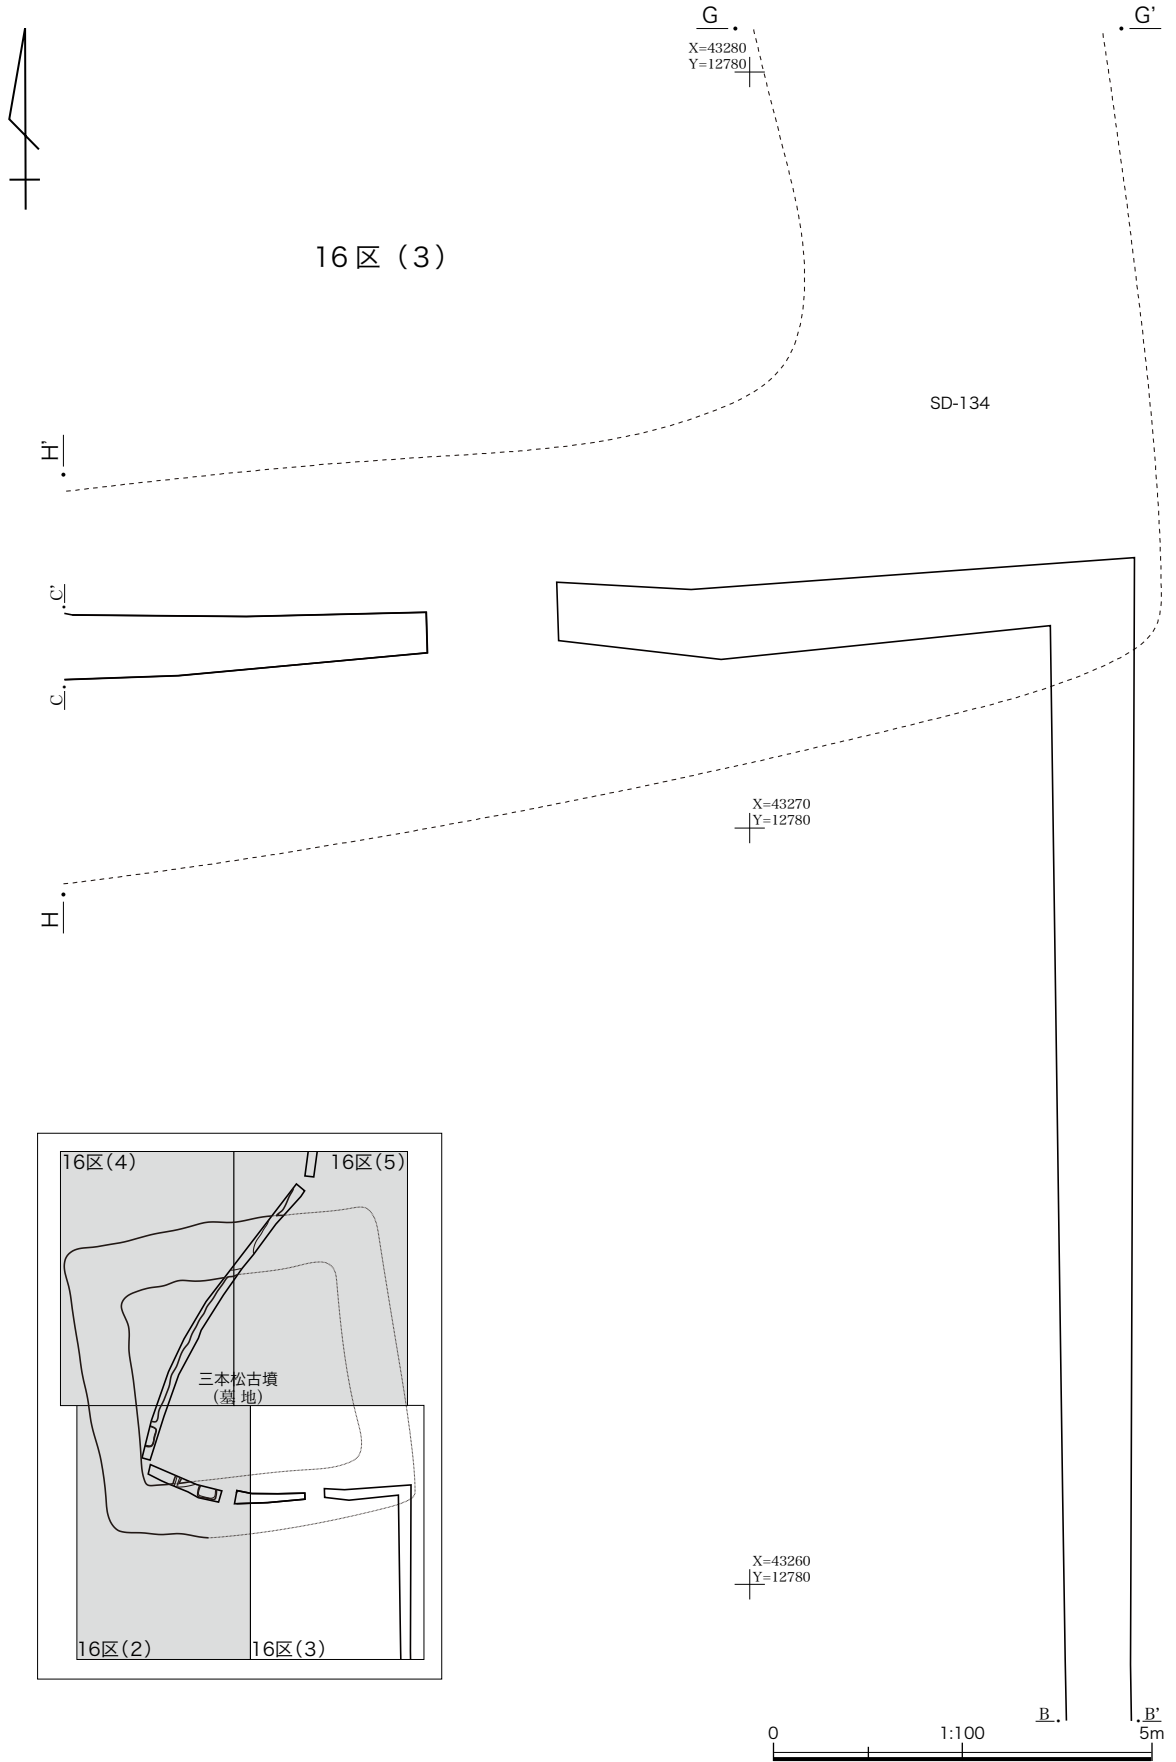 G
G’
X=43280
Y=12780
16区（3）
SD-134
H’
C’
C
X=43270
Y=12780
H
16区（4）
16区（5）
三本松古墳
（墓 地）
X=43260
Y=12780
16区（2）
16区（3）
B
B’
0
1:100
5m